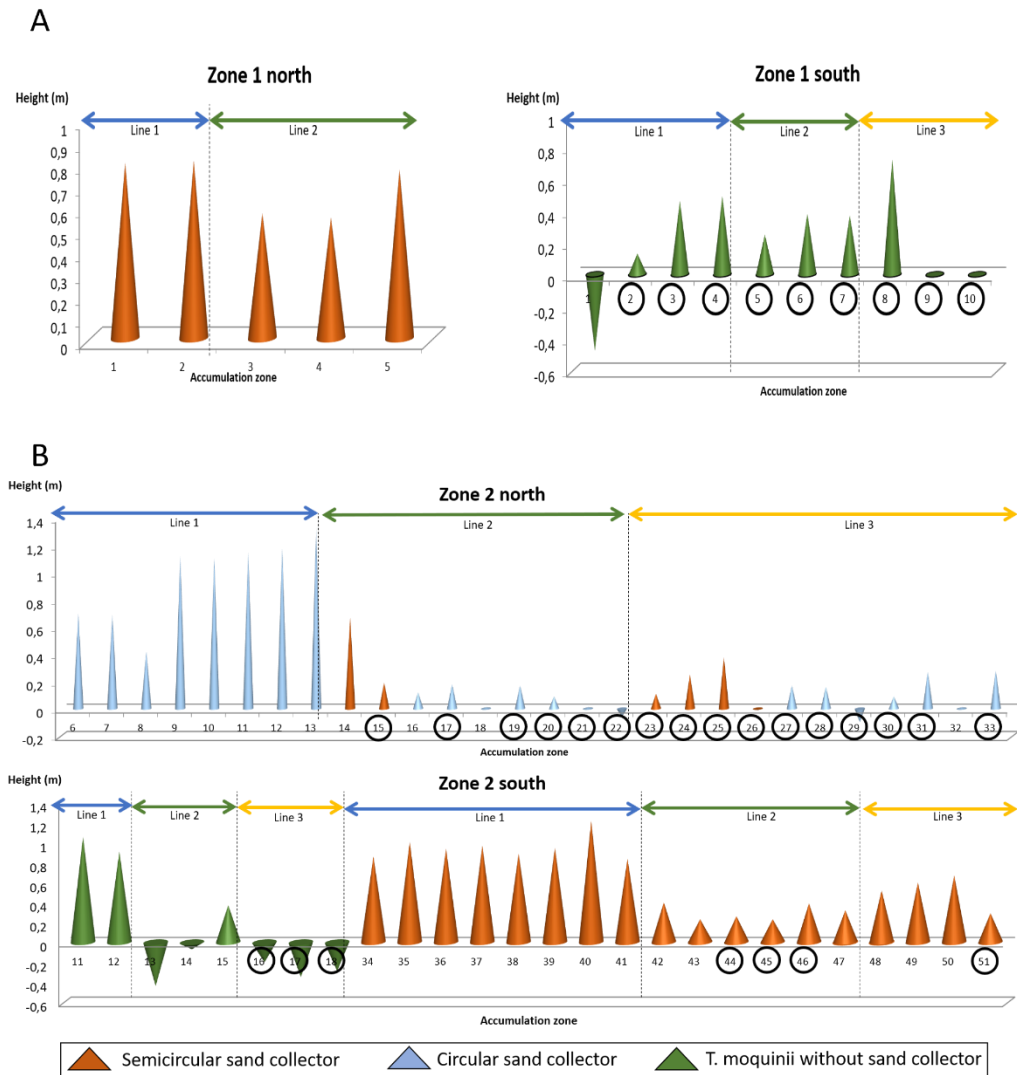 A
Zone 1 north
Height (m)
Line 1
Line 2
1
0,9
0,8
0,7
0,6
0,5
0,4
0,3
0,2
0,1
0
1 2 3 4 5
Accumulation zone
Zone 1 south
Height (m)
Line 1
Line 2
Line 3
1
0,8
0,6
0,4
0,2
0
-0,2
-0,4
-0,6
1 2 3 4 5 6 7 8 9 10
Accumulation zone
B
Height (m)
Zone 2 north
Line 1
Line 2
Line 3
1,4
1,2
1
0,8
0,6
0,4
0,2
0
-0,2
6 7 8 9 10 11 12 13 14 15 16 17 18 19 20 21 22 23 24 25 26 27 28 29 30 31 32 33
Accumulation zone
Height (m)
Zone 2 south
Line 1
Line 2
Line 3
Line 1
Line 2
Line 3
1,4
1,2
1
0,8
0,6
0,4
0,2
0
-0,2
-0,4
-0,6
11 12 13 14 15 16 17 18 34 35 36 37 38 39 40 41 42 43 44 45 46 47 48 49 50 51
Accumulation zone
Semicircular sand collector
Circular sand collector
T. moquinii without sand collector